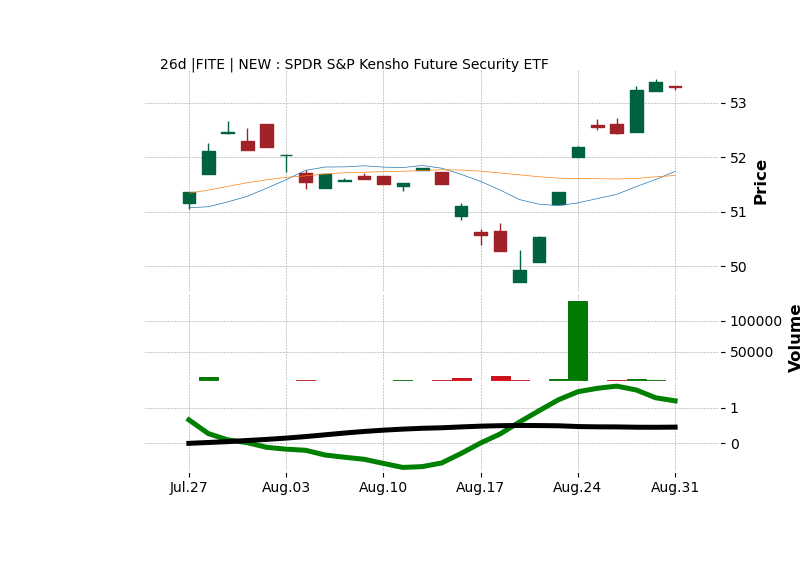 26d |FITE | NEW : SPDR S&P Kensho Future Security ETF
53
52
51
50
Price
100000
50000
Volume
1
0
Jul.27 Aug.03 Aug.10 Aug.17 Aug.24 Aug.31